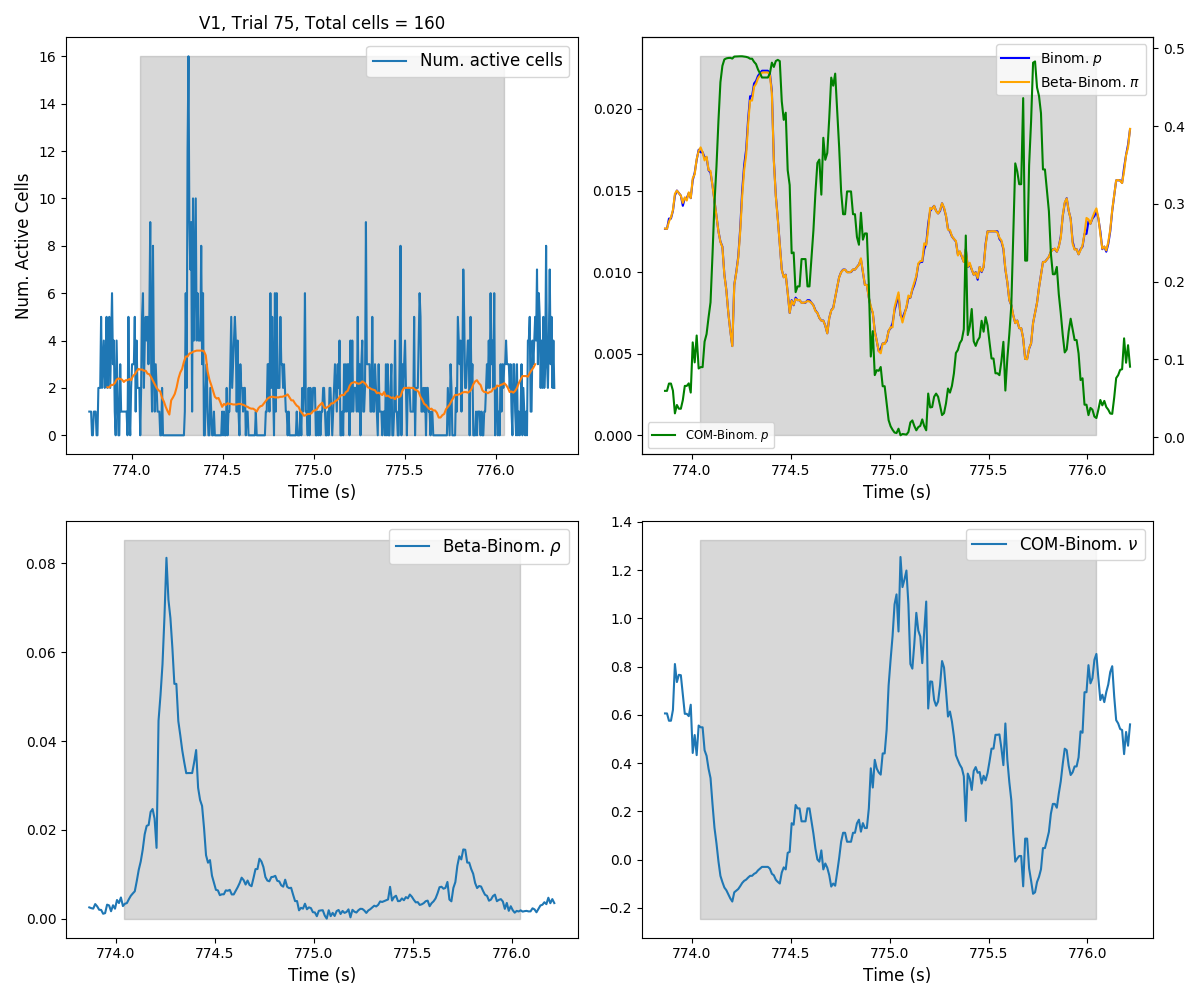 V1, Trial 75, Total cells = 160
Num. Active Cells
16
14
12
10
8
6
4
2
0
Num. active cells
774.0 774.5 775.0 775.5 776.0
Time (s)
0.020
0.015
0.010
0.005
0.000
Binom. p
Beta-Binom. π
COM-Binom. p
0.5
0.4
0.3
0.2
0.1
0.0
774.0 774.5 775.0 775.5 776.0
Time (s)
0.08
0.06
0.04
0.02
0.00
Beta-Binom. ρ
774.0 774.5 775.0 775.5 776.0
Time (s)
1.4
1.2
1.0
0.8
0.6
0.4
0.2
0.0
−0.2
COM-Binom. ν
774.0 774.5 775.0 775.5 776.0
Time (s)